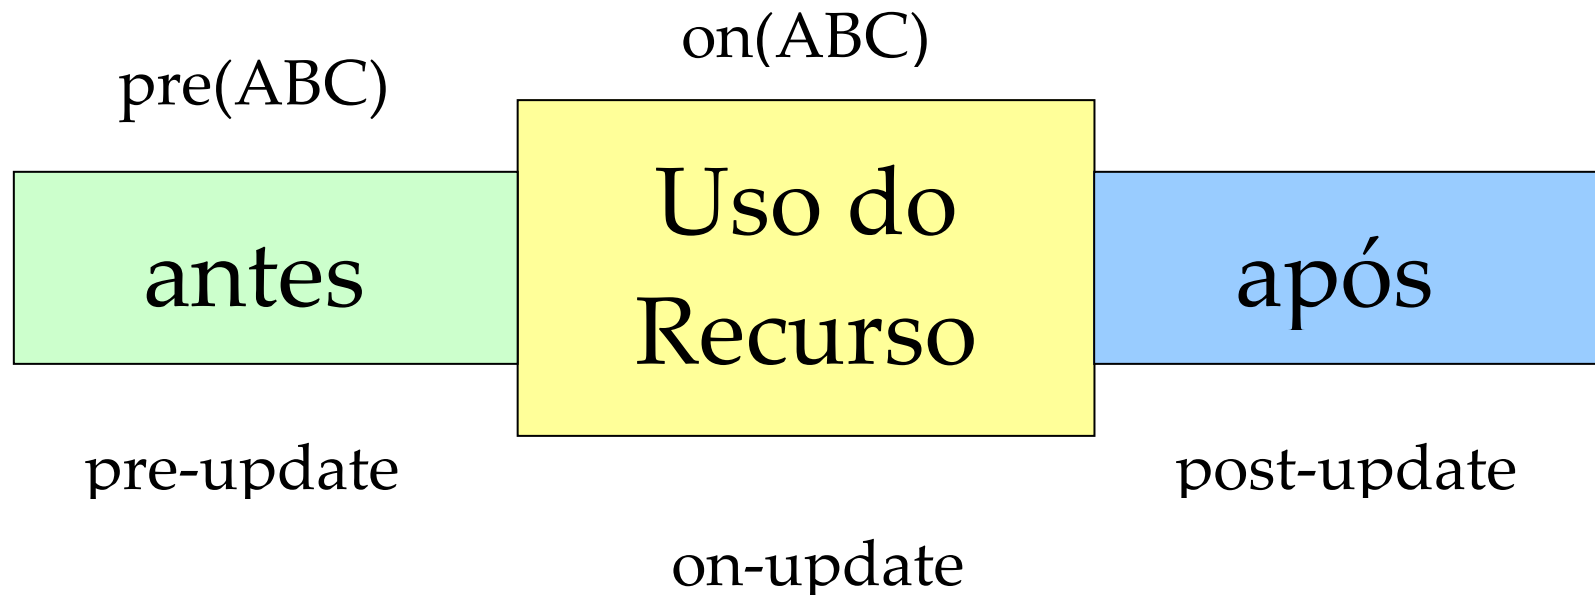 on(ABC)
pre(ABC)
Uso do
Recurso
antes
após
pre-update
post-update
on-update